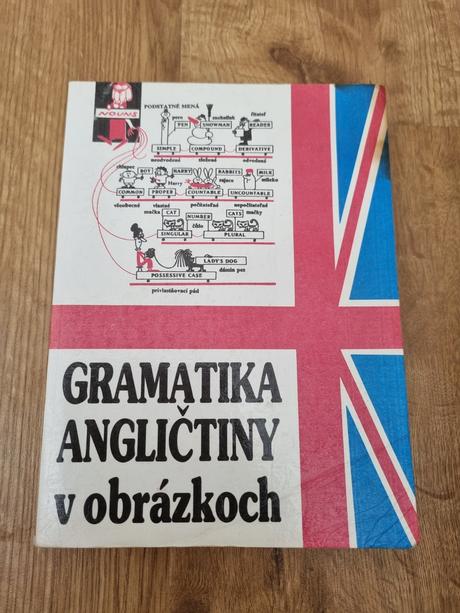 NOUNS
PODSTATNÉ MENÁ
pero snehuliak čitateľ
PEN SNOWMAN READER
SIMPLE COMPOUND DERIVATIVE
neodvodené zložené odvodené
chlapec BOY HARRY RABBITS MILK
Harry zajace mlieko
COMMON PROPER COUNTABLE UNCOUNTABLE
všeobecné vlastné počítateľné nepočítateľné
mačka CAT NUMBER CATS mačky
číslo
SINGULAR PLURAL
LADY'S DOG
dámin pes
POSSESSIVE CASE
privlastňovací pád
GRAMATIKA
ANGLIČTINY
v obrázkoch